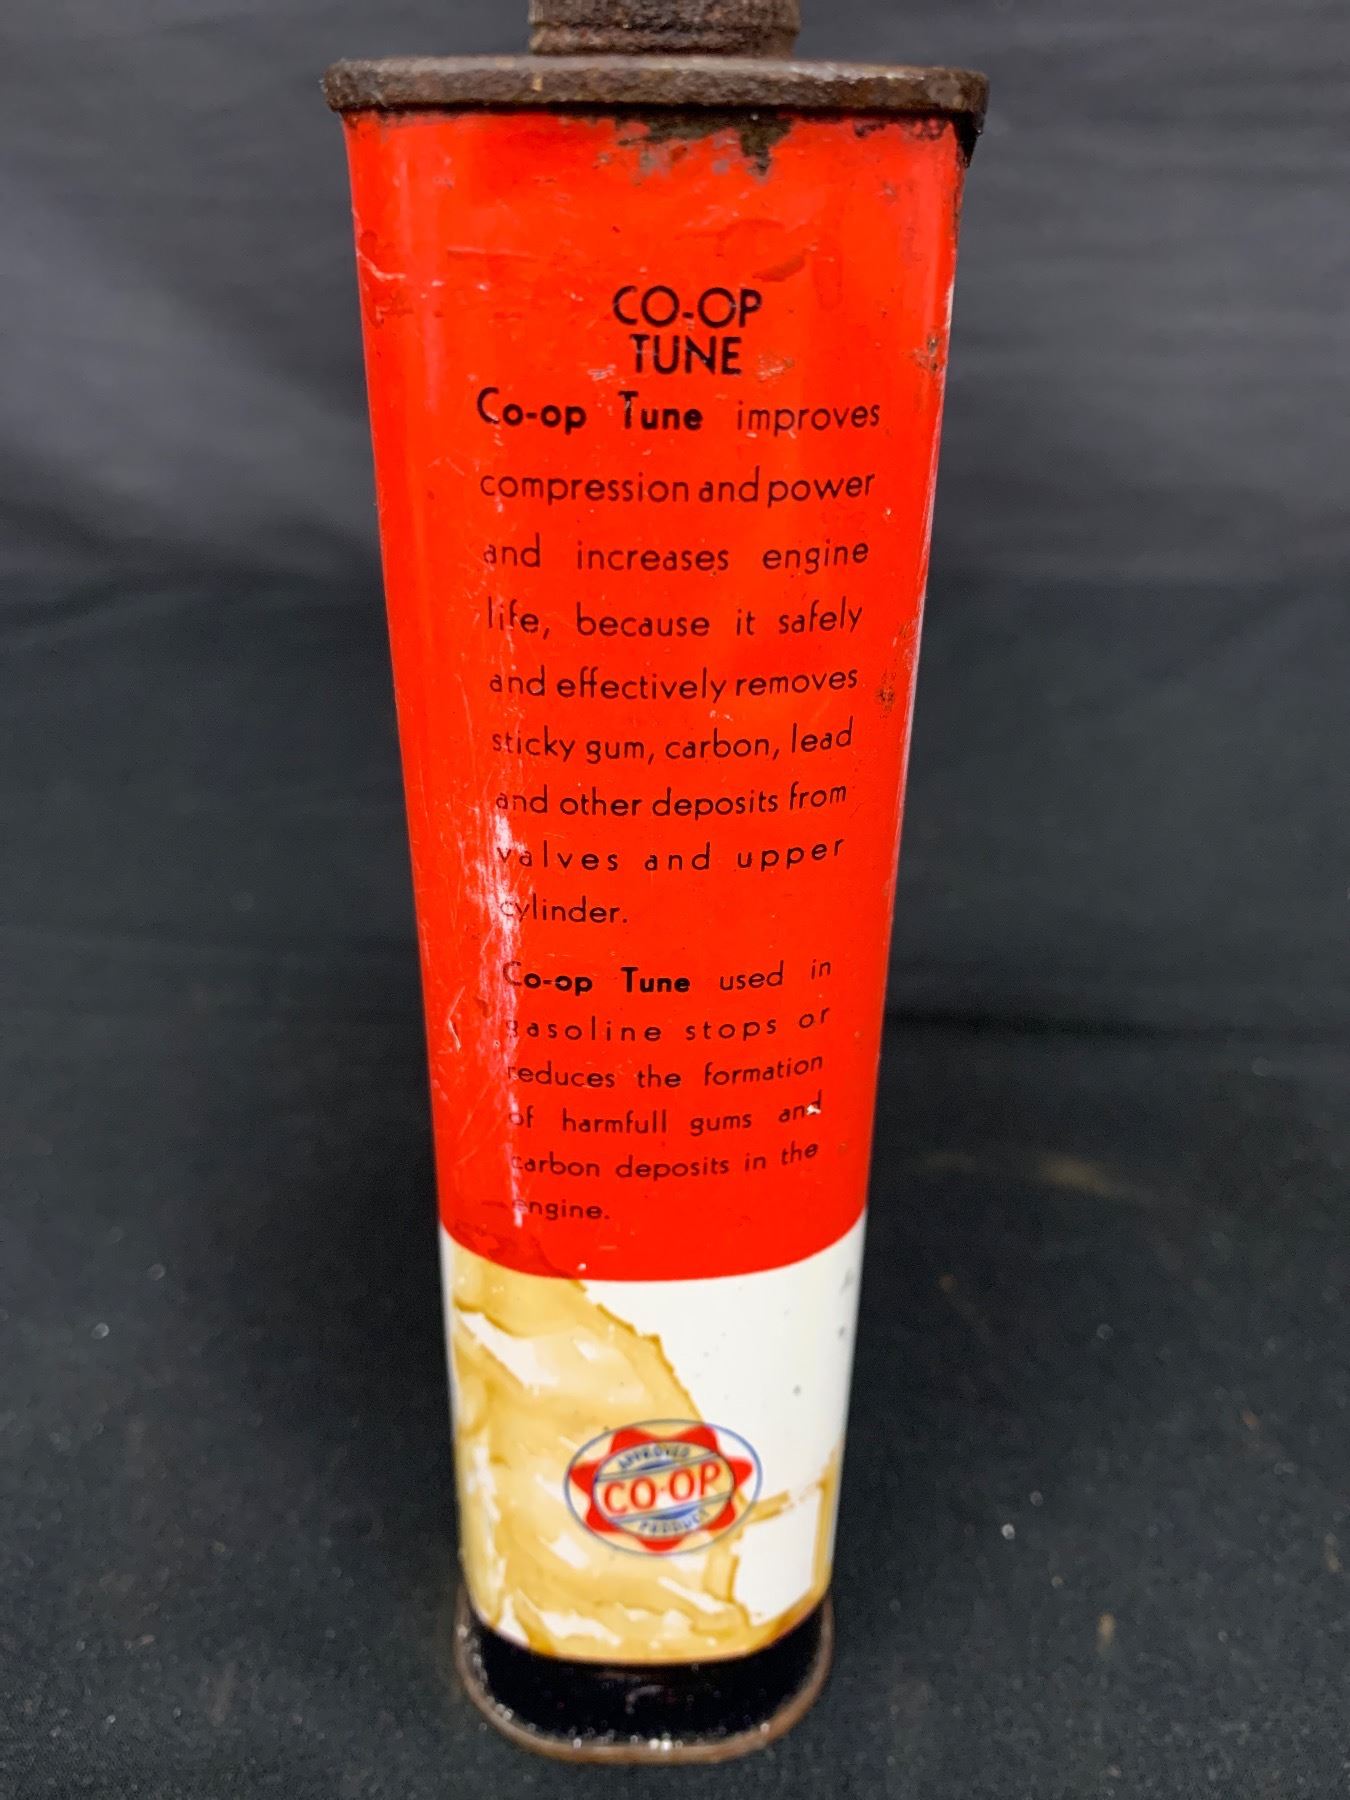 CO-OP
TUNE
Co-op Tune improves
compression and power
and increases engine
life, because it safely
and effectively removes
sticky gum, carbon, lead
and other deposits from
valves and upper
cylinder.
Co-op Tune used in
gasoline stops or
reduces the formation
of harmfull gums and
carbon deposits in the
engine.
APPROVED
CO-OP
PRODUCT